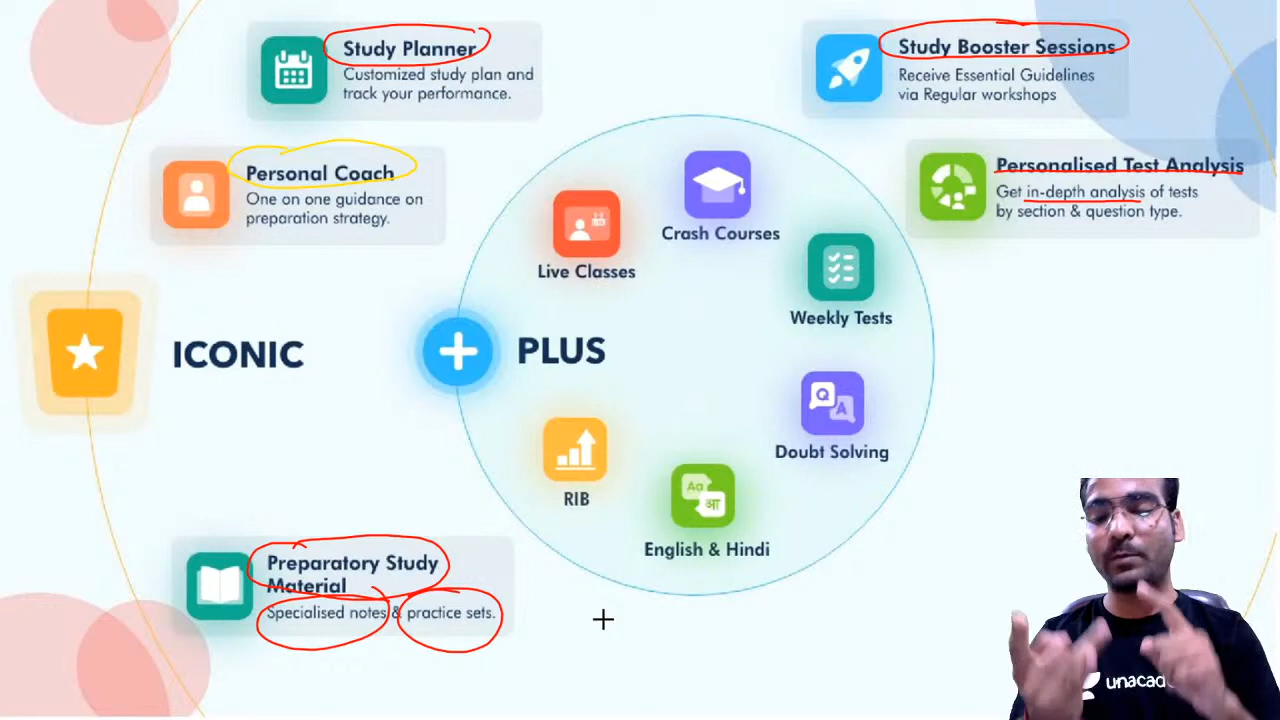 Study Planner
Customized study plan and
track your performance.
Study Booster Sessions
Receive Essential Guidelines
via Regular workshops
Personal Coach
One on one guidance on
preparation strategy.
Personalised Test Analysis
Get in-depth analysis of tests
by section & question type.
Live Classes
Crash Courses
Weekly Tests
ICONIC
PLUS
Doubt Solving
Q
A
RIB
Aa
आ
English & Hindi
Preparatory Study
Material
Specialised notes & practice sets.
unacad